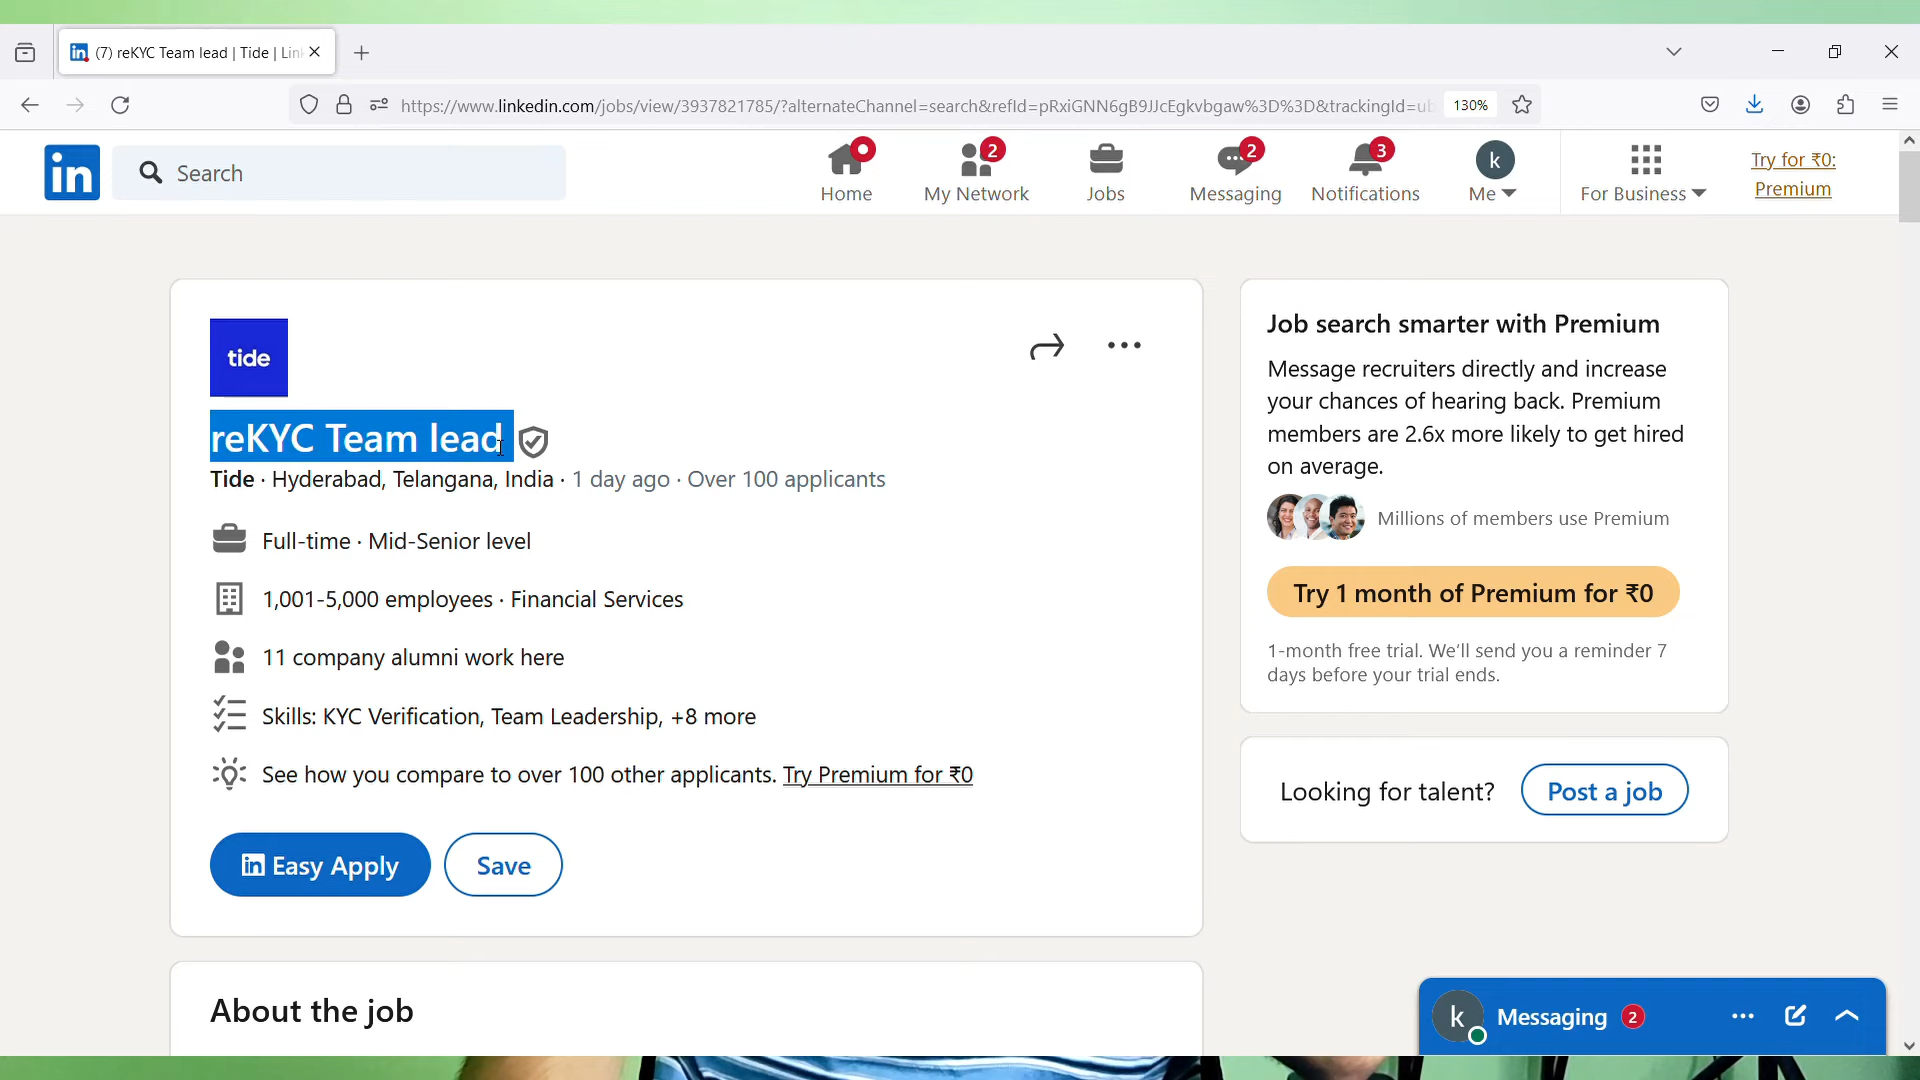 (7) reKYC Team lead | Tide | Lin
https://www.linkedin.com/jobs/view/3937821785/?alternateChannel=search&refId=pRxiGNN6gB9JJcEgkvbgaw%3D%3D&trackingId=ub
130%
in
Search
Home
2
My Network
Jobs
2
Messaging
3
Notifications
k
Me
For Business
Try for ₹0:
Premium
tide
reKYC Team lead
Tide · Hyderabad, Telangana, India · 1 day ago · Over 100 applicants
Full-time · Mid-Senior level
1,001-5,000 employees · Financial Services
11 company alumni work here
Skills: KYC Verification, Team Leadership, +8 more
See how you compare to over 100 other applicants. Try Premium for ₹0
in Easy Apply
Save
About the job
Job search smarter with Premium
Message recruiters directly and increase
your chances of hearing back. Premium
members are 2.6x more likely to get hired
on average.
Millions of members use Premium
Try 1 month of Premium for ₹0
1-month free trial. We'll send you a reminder 7
days before your trial ends.
Looking for talent?
Post a job
k
Messaging
2